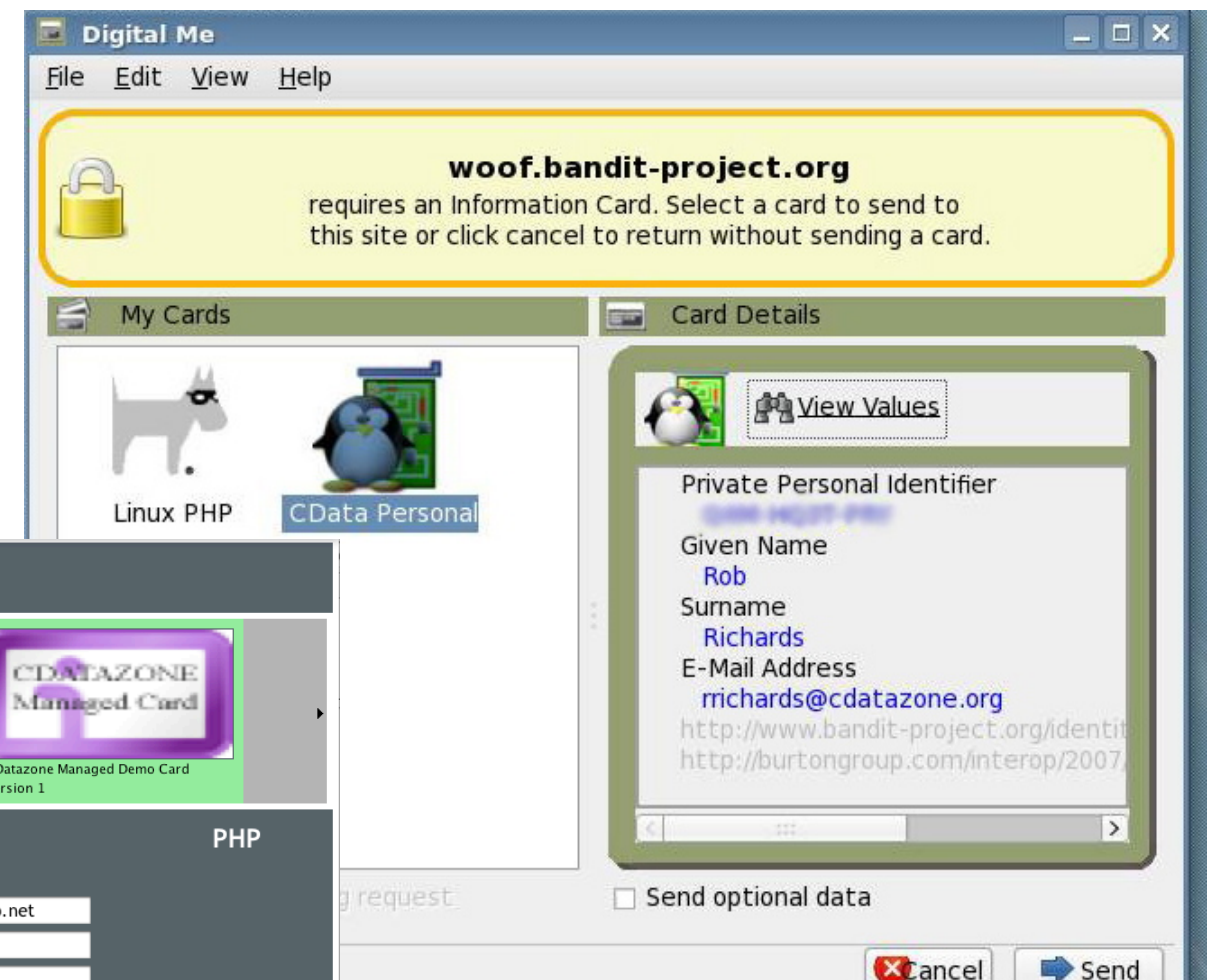 Digital Me
File Edit View Help
woof.bandit-project.org
requires an Information Card. Select a card to send to
this site or click cancel to return without sending a card.
My Cards
Card Details
View Values
Linux PHP
CData Personal
Private Personal Identifier
Given Name
Rob
Surname
Richards
E-Mail Address
rrichards@cdatazone.org
http://www.bandit-project.org/identit
http://burtongroup.com/interop/2007/
CDATAZONE
Managed Card
Datazone Managed Demo Card
rsion 1
PHP
.net
request
Send optional data
Cancel
Send